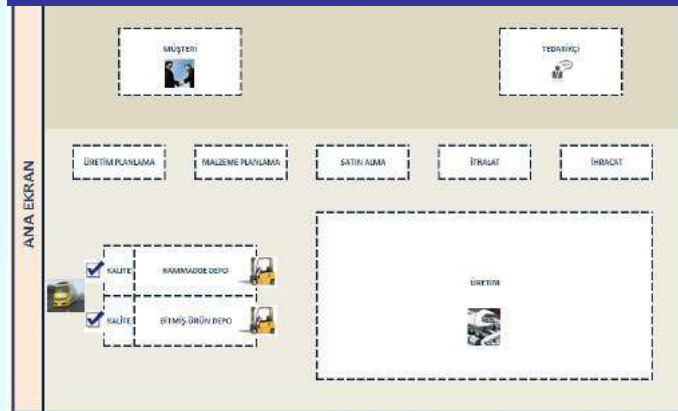 ANA EKRAN
MÜŞTERİ
TEDARİKÇİ
ÜRETİM PLANLAMA
MALZEME PLANLAMA
SATIN ALMA
İTHALAT
İHRACAT
KALİTE
HAMMADDE DEPO
KALİTE
BİTMİŞ ÜRÜN DEPO
ÜRETİM